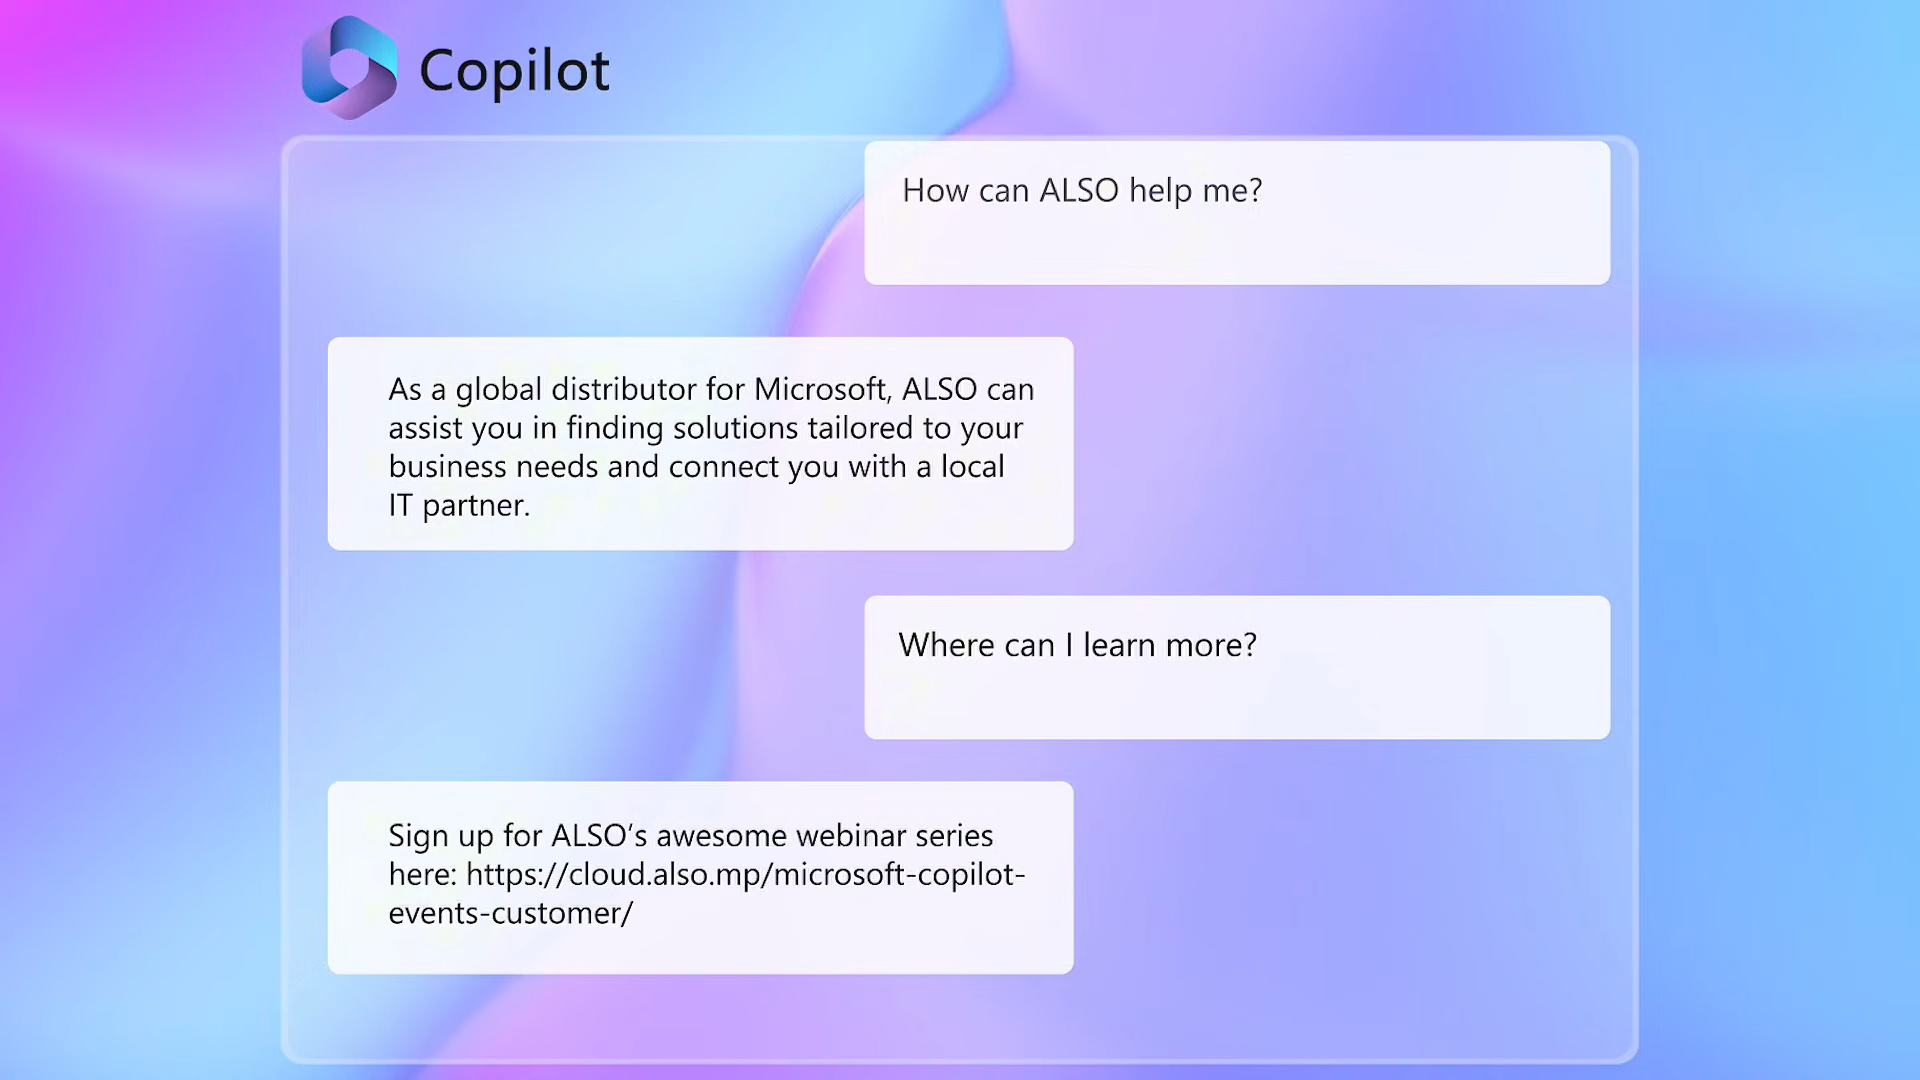 Copilot
How can ALSO help me?
As a global distributor for Microsoft, ALSO can
assist you in finding solutions tailored to your
business needs and connect you with a local
IT partner.
Where can I learn more?
Sign up for ALSO's awesome webinar series
here: https://cloud.also.mp/microsoft-copilot-
events-customer/